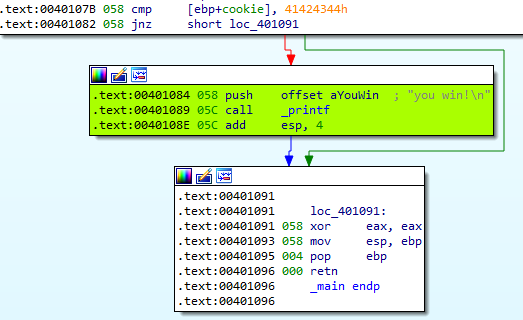 .text:0040107B 058 cmp [ebp+cookie], 41424344h
.text:00401082 058 jnz short loc_401091
.text:00401084 058 push offset aYouWin ; "you win!\n"
.text:00401089 05C call _printf
.text:0040108E 05C add esp, 4
.text:00401091
.text:00401091 loc_401091:
.text:00401091 058 xor eax, eax
.text:00401093 058 mov esp, ebp
.text:00401095 004 pop ebp
.text:00401096 000 retn
.text:00401096 _main endp
.text:00401096